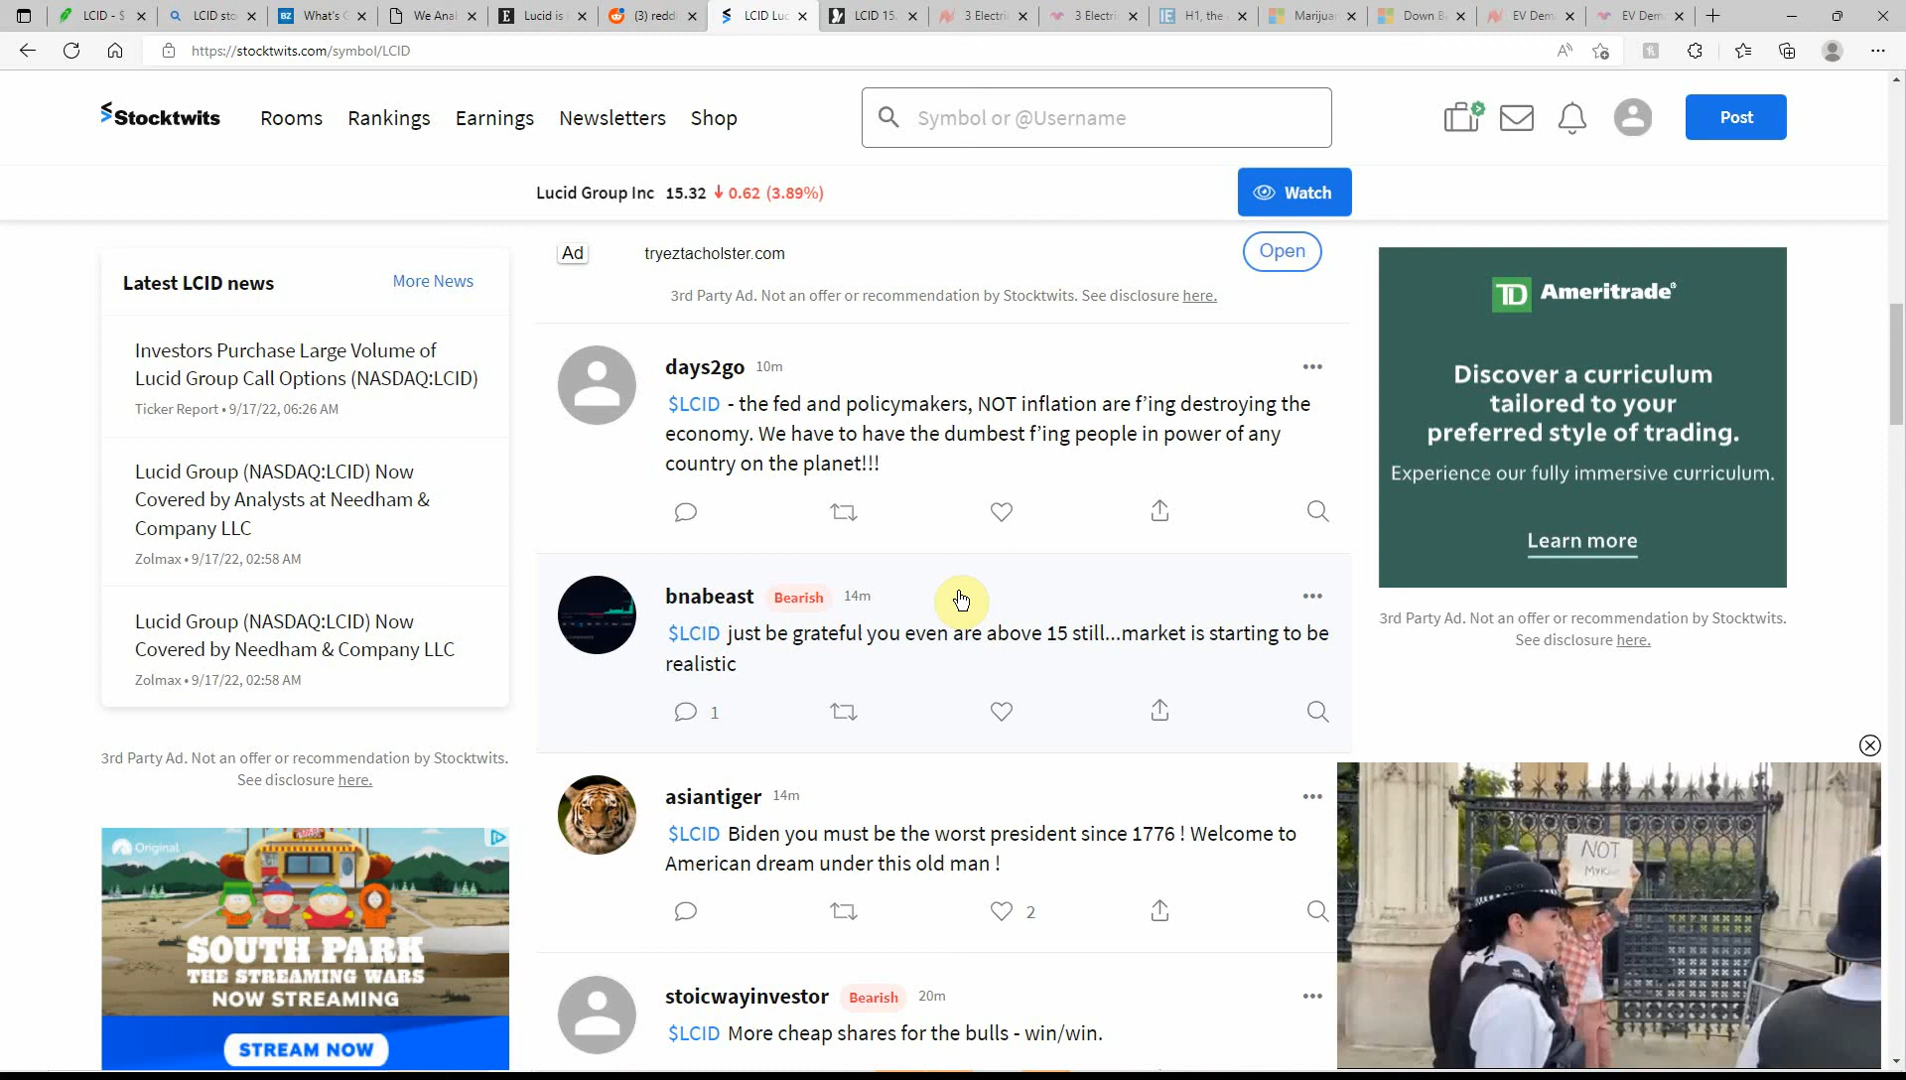 LCID - $
LCID sto
What's
We Anal
Lucid is
(3) reddi
LCID Luc
LCID 15.
3 Electri
3 Electri
H1, the
Marijua
Down B
EV Dem
EV Dem
https://stocktwits.com/symbol/LCID
Stocktwits
Rooms
Rankings
Earnings
Newsletters
Shop
Symbol or @Username
Post
Lucid Group Inc 15.32 ↓ 0.62 (3.89%)
Watch
Latest LCID news
More News
Investors Purchase Large Volume of
Lucid Group Call Options (NASDAQ:LCID)
Ticker Report • 9/17/22, 06:26 AM
Lucid Group (NASDAQ:LCID) Now
Covered by Analysts at Needham &
Company LLC
Zolmax • 9/17/22, 02:58 AM
Lucid Group (NASDAQ:LCID) Now
Covered by Needham & Company LLC
Zolmax • 9/17/22, 02:58 AM
3rd Party Ad. Not an offer or recommendation by Stocktwits.
See disclosure here.
Original
SOUTH PARK
THE STREAMING WARS
NOW STREAMING
STREAM NOW
Ad
tryeztacholster.com
Open
3rd Party Ad. Not an offer or recommendation by Stocktwits. See disclosure here.
days2go 10m
$LCID - the fed and policymakers, NOT inflation are f’ing destroying the
economy. We have to have the dumbest f’ing people in power of any
country on the planet!!!
bnabeast Bearish 14m
$LCID just be grateful you even are above 15 still...market is starting to be
realistic
1
asiantiger 14m
$LCID Biden you must be the worst president since 1776 ! Welcome to
American dream under this old man !
2
stoicwayinvestor Bearish 20m
$LCID More cheap shares for the bulls - win/win.
TD Ameritrade
Discover a curriculum
tailored to your
preferred style of trading.
Experience our fully immersive curriculum.
Learn more
3rd Party Ad. Not an offer or recommendation by Stocktwits.
See disclosure here.
NOT